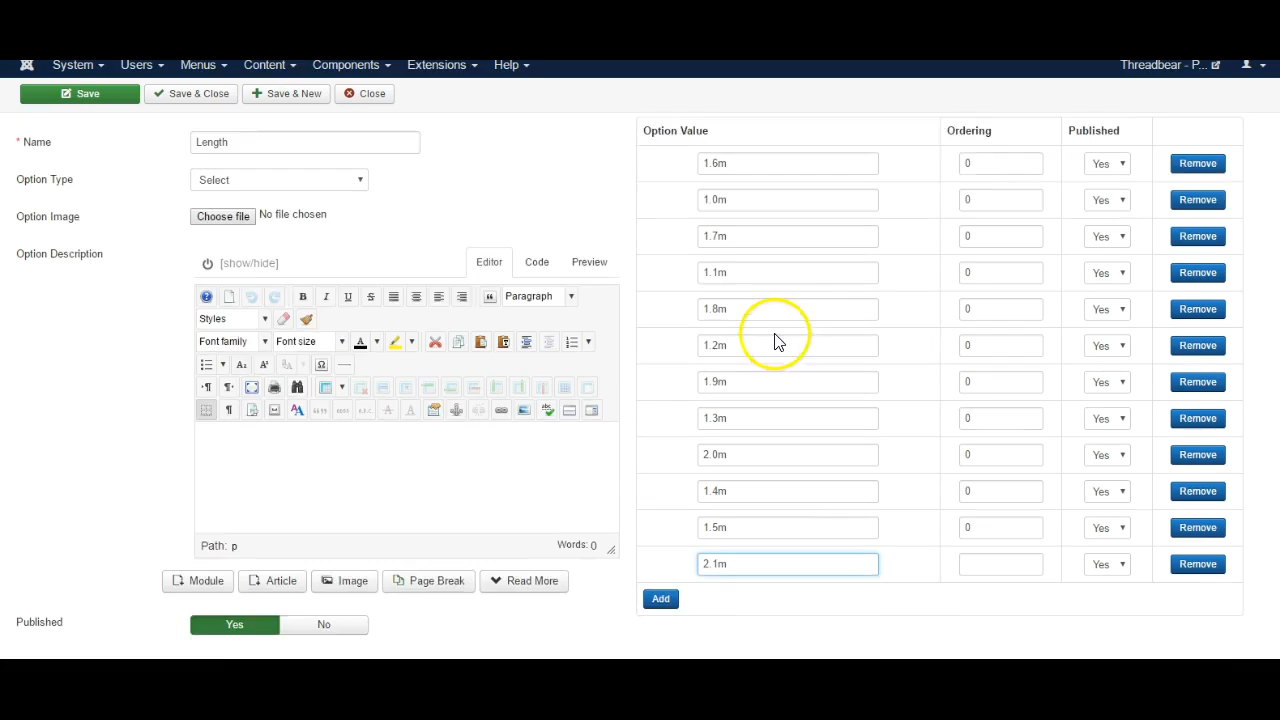 System Users Menus Content Components Extensions Help Threadbear - P...
Save Save & Close Save & New Close
* Name Length
Option Type Select
Option Image Choose file No file chosen
Option Description
[show/hide] Editor Code Preview
B I U S Paragraph
Styles
Font family Font size A
Path: p Words: 0
Module Article Image Page Break Read More
Published Yes No
Option Value Ordering Published
1.6m 0 Yes Remove
1.0m 0 Yes Remove
1.7m 0 Yes Remove
1.1m 0 Yes Remove
1.8m 0 Yes Remove
1.2m 0 Yes Remove
1.9m 0 Yes Remove
1.3m 0 Yes Remove
2.0m 0 Yes Remove
1.4m 0 Yes Remove
1.5m 0 Yes Remove
2.1m Yes Remove
Add